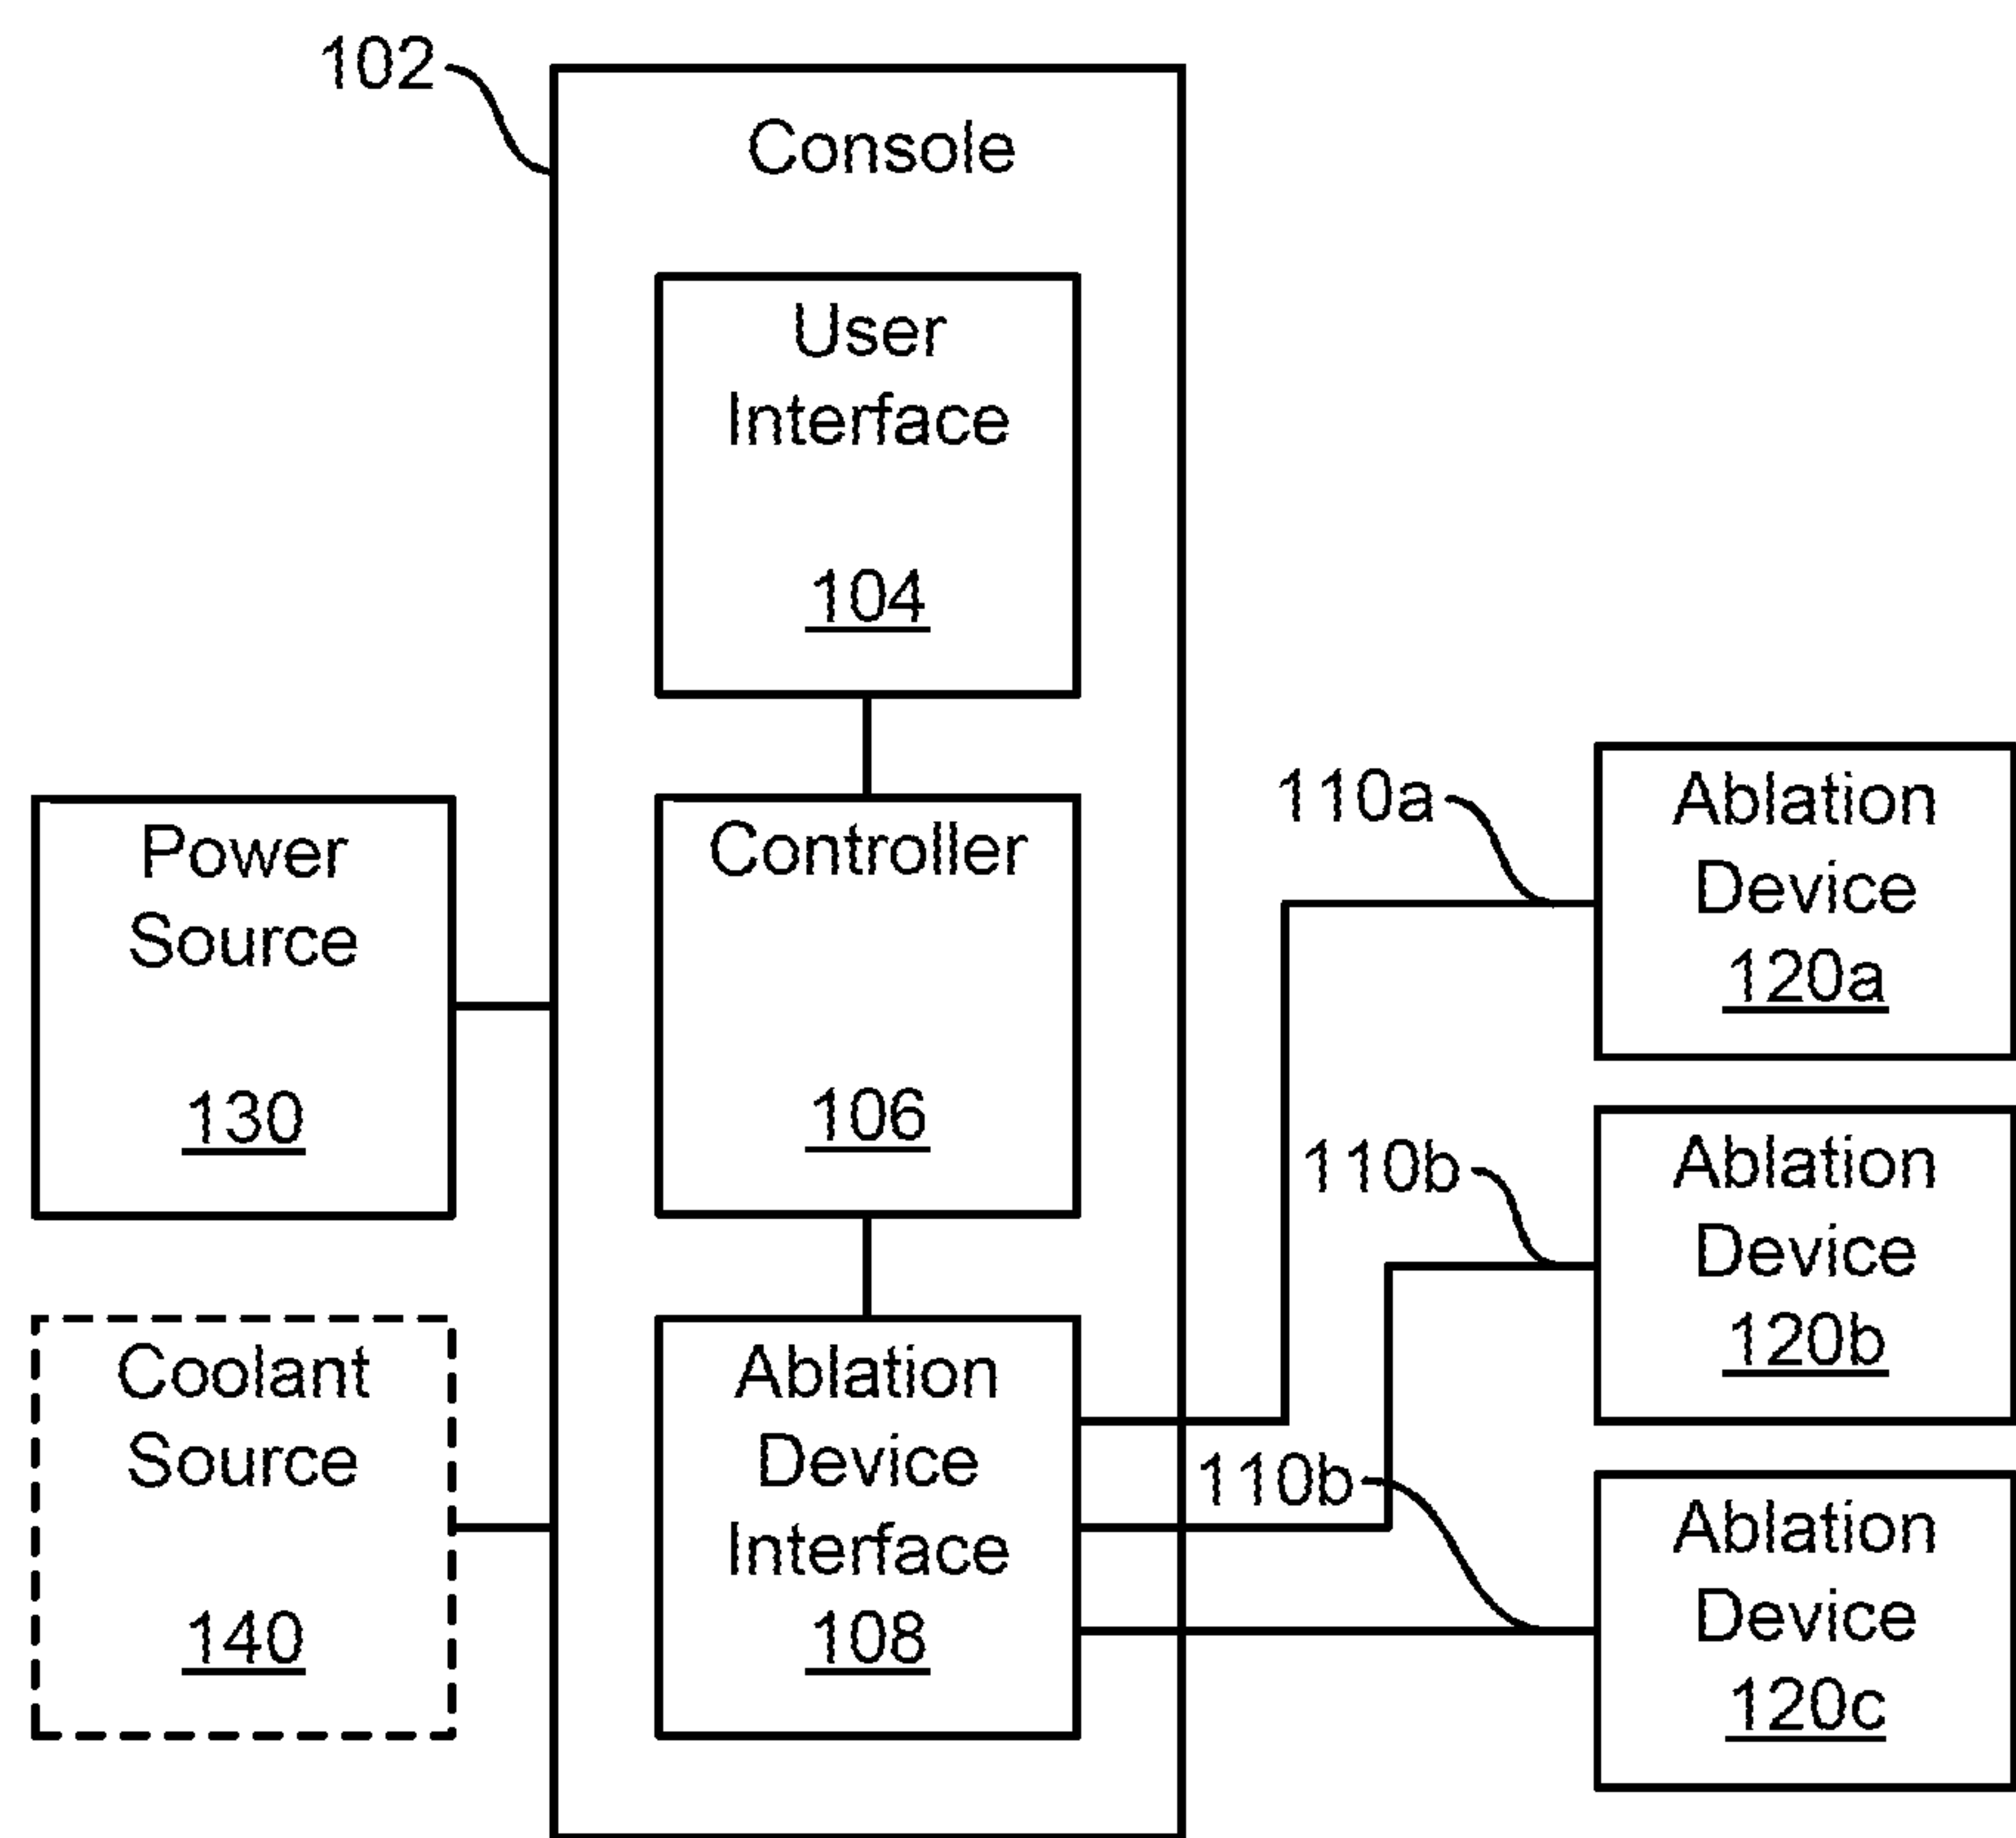 102
Console
User
Interface
104
Power
Source
130
Controller
106
110a
Ablation
Device
120a
110b
Ablation
Device
120b
Coolant
Source
140
Ablation
Device
Interface
108
110b
Ablation
Device
120c